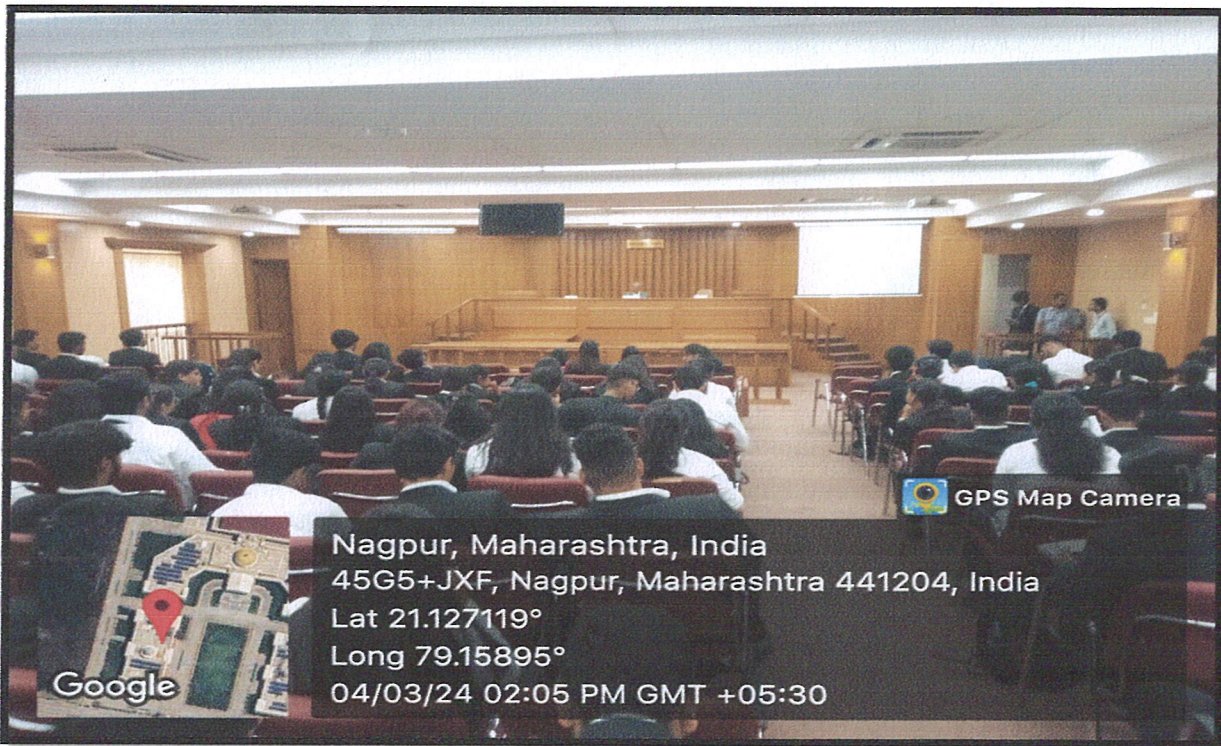 GPS Map Camera
Nagpur, Maharashtra, India
45G5+JXF, Nagpur, Maharashtra 441204, India
Lat 21.127119°
Long 79.15895°
04/03/24 02:05 PM GMT +05:30
Google